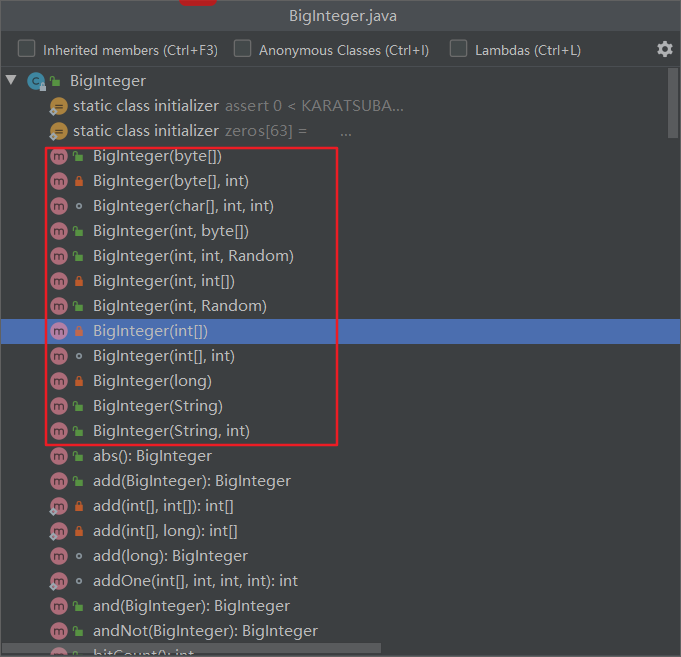 BigInteger.java
Inherited members (Ctrl+F3) Anonymous Classes (Ctrl+I) Lambdas (Ctrl+L)
BigInteger
static class initializer assert 0 < KARATSUBA...
static class initializer zeros[63] = ...
BigInteger(byte[])
BigInteger(byte[], int)
BigInteger(char[], int, int)
BigInteger(int, byte[])
BigInteger(int, int, Random)
BigInteger(int, int[])
BigInteger(int, Random)
BigInteger(int[])
BigInteger(int[], int)
BigInteger(long)
BigInteger(String)
BigInteger(String, int)
abs(): BigInteger
add(BigInteger): BigInteger
add(int[], int[]): int[]
add(int[], long): int[]
add(long): BigInteger
addOne(int[], int, int, int): int
and(BigInteger): BigInteger
andNot(BigInteger): BigInteger
bitCount(): int